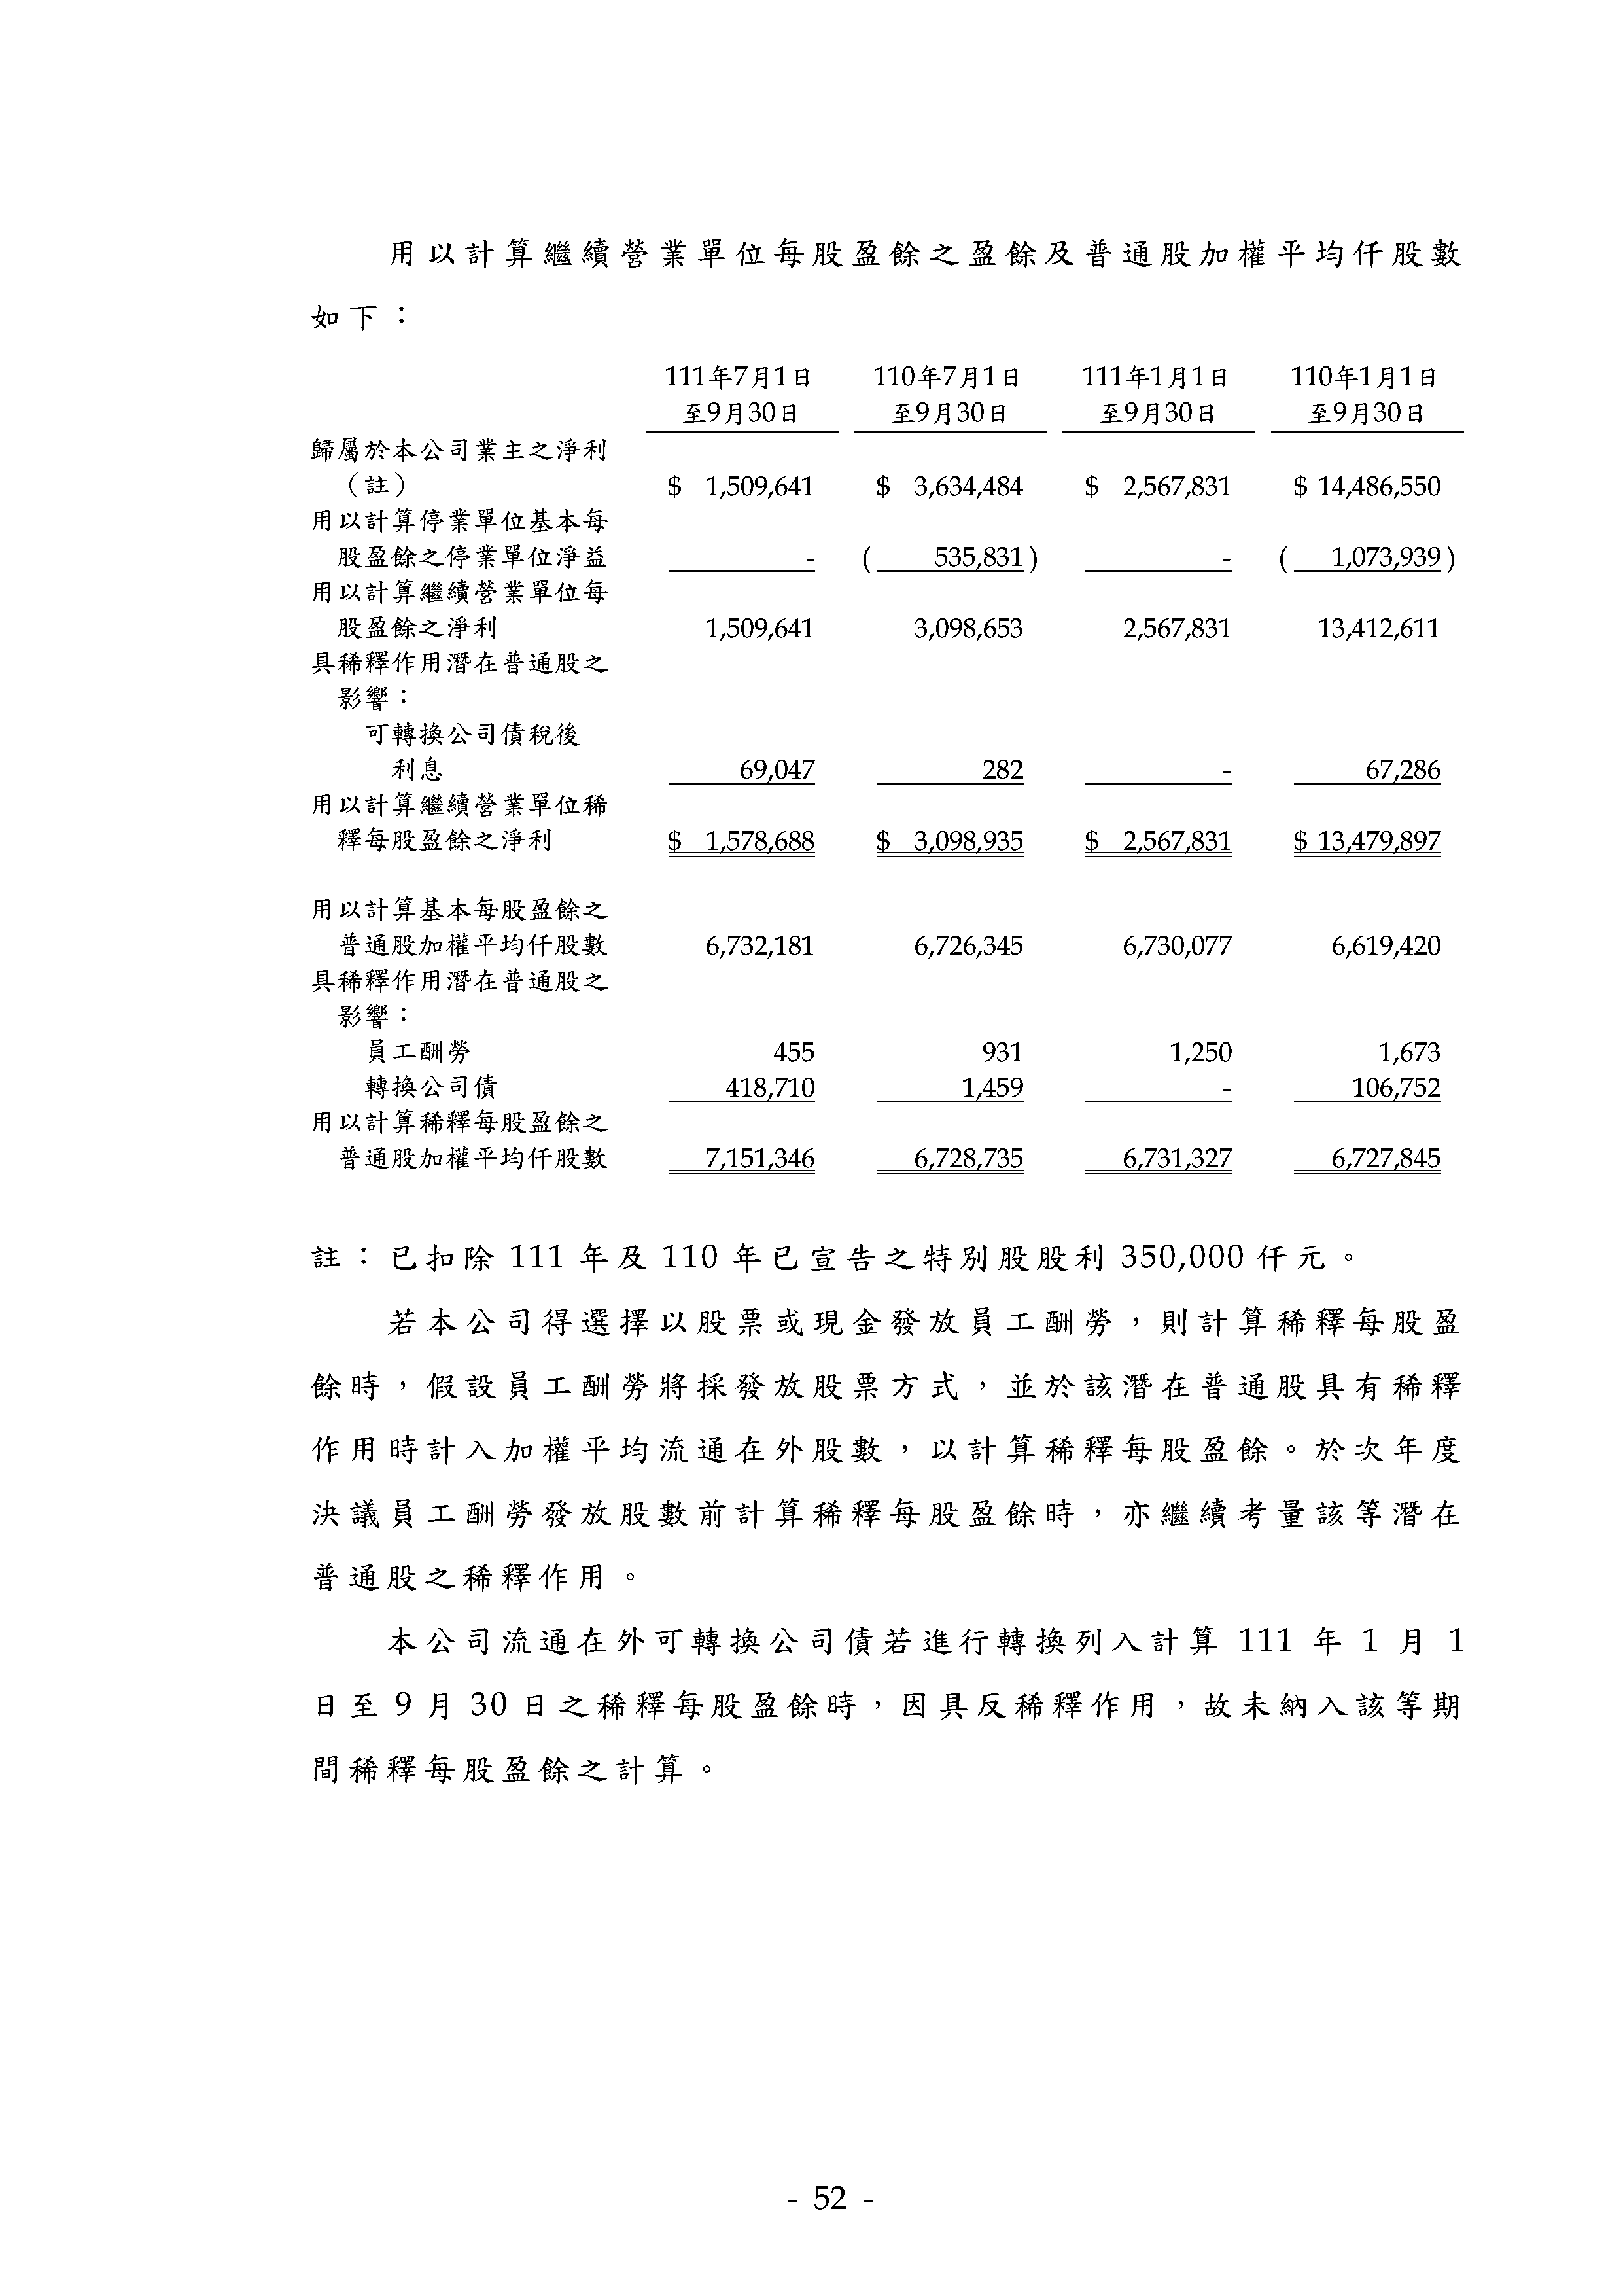 用以計算繼續營業單位每股盈餘之盈餘及普通股加權平均仟股數
如下：
111年7月1日 110年7月1日 111年1月1日 110年1月1日
至9月30日 至9月30日 至9月30日 至9月30日
歸屬於本公司業主之淨利
（註） $ 1,509,641 $ 3,634,484 $ 2,567,831 $ 14,486,550
用以計算停業單位基本每
股盈餘之停業單位淨益 - ( 535,831) - ( 1,073,939)
用以計算繼續營業單位每
股盈餘之淨利 1,509,641 3,098,653 2,567,831 13,412,611
具稀釋作用潛在普通股之
影響：
可轉換公司債稅後
利息 69,047 282 - 67,286
用以計算繼續營業單位稀
釋每股盈餘之淨利 $ 1,578,688 $ 3,098,935 $ 2,567,831 $ 13,479,897
用以計算基本每股盈餘之
普通股加權平均仟股數 6,732,181 6,726,345 6,730,077 6,619,420
具稀釋作用潛在普通股之
影響：
員工酬勞 455 931 1,250 1,673
轉換公司債 418,710 1,459 - 106,752
用以計算稀釋每股盈餘之
普通股加權平均仟股數 7,151,346 6,728,735 6,731,327 6,727,845
註：已扣除 111 年及 110 年已宣告之特別股股利 350,000 仟元。
若本公司得選擇以股票或現金發放員工酬勞，則計算稀釋每股盈
餘時，假設員工酬勞將採發放股票方式，並於該潛在普通股具有稀釋
作用時計入加權平均流通在外股數，以計算稀釋每股盈餘。於次年度
決議員工酬勞發放股數前計算稀釋每股盈餘時，亦繼續考量該等潛在
普通股之稀釋作用。
本公司流通在外可轉換公司債若進行轉換列入計算 111 年 1 月 1
日至 9 月 30 日之稀釋每股盈餘時，因具反稀釋作用，故未納入該等期
間稀釋每股盈餘之計算。
- 52 -